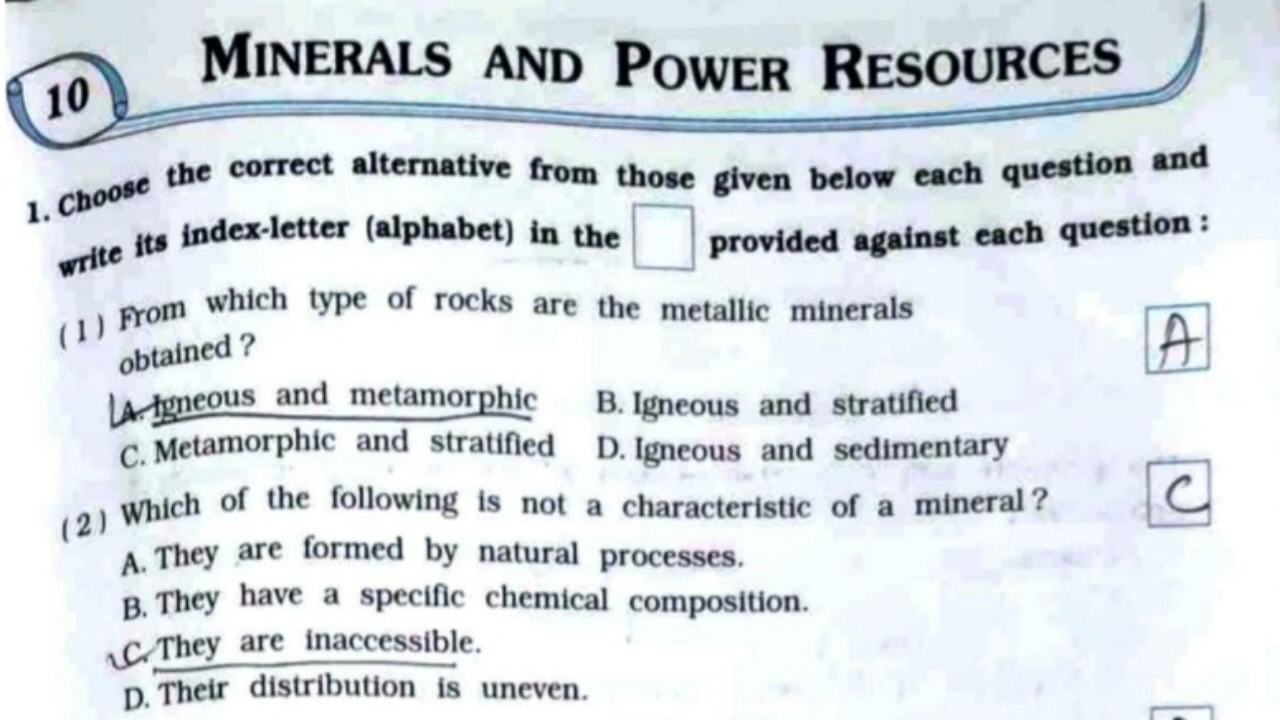 10
MINERALS AND POWER RESOURCES
1. Choose the correct alternative from those given below each question and
write its index-letter (alphabet) in the provided against each question :
(1) From which type of rocks are the metallic minerals
obtained ?
A
A. Igneous and metamorphic B. Igneous and stratified
C. Metamorphic and stratified D. Igneous and sedimentary
(2) Which of the following is not a characteristic of a mineral ?
C
A. They are formed by natural processes.
B. They have a specific chemical composition.
C. They are inaccessible.
D. Their distribution is uneven.